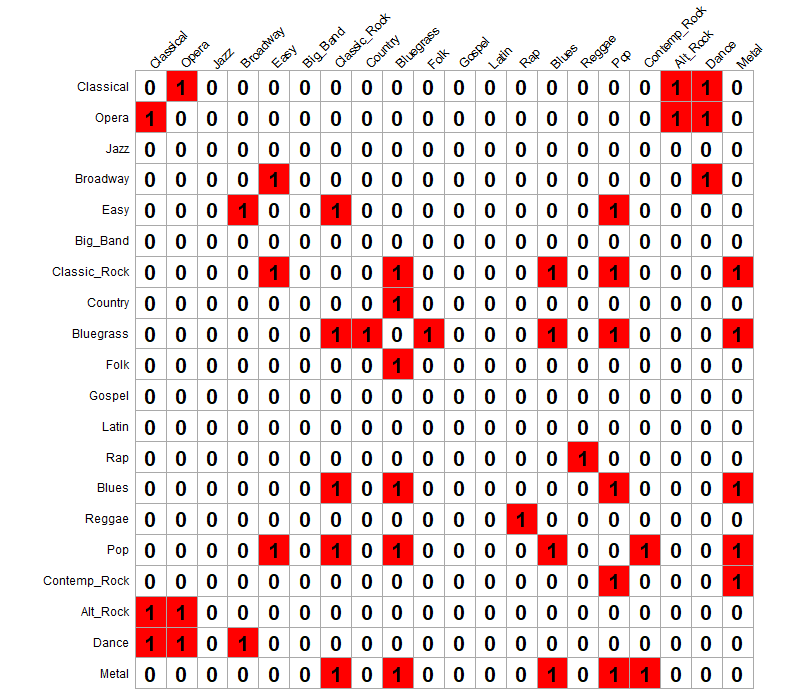 Classical Opera Jazz Broadway Easy Big_Band Classic_Rock Country Bluegrass Folk Gospel Latin Rap Blues Reggae Pop Contemp_Rock Alt_Rock Dance Metal
Classical 0 1 0 0 0 0 0 0 0 0 0 0 0 0 0 0 0 1 1 0
Opera 1 0 0 0 0 0 0 0 0 0 0 0 0 0 0 0 0 1 1 0
Jazz 0 0 0 0 0 0 0 0 0 0 0 0 0 0 0 0 0 0 0 0
Broadway 0 0 0 0 1 0 0 0 0 0 0 0 0 0 0 0 0 0 1 0
Easy 0 0 0 1 0 0 1 0 0 0 0 0 0 0 0 1 0 0 0 0
Big_Band 0 0 0 0 0 0 0 0 0 0 0 0 0 0 0 0 0 0 0 0
Classic_Rock 0 0 0 0 1 0 0 0 1 0 0 0 0 1 0 1 0 0 0 1
Country 0 0 0 0 0 0 0 0 1 0 0 0 0 0 0 0 0 0 0 0
Bluegrass 0 0 0 0 0 0 1 1 0 1 0 0 0 1 0 1 0 0 0 1
Folk 0 0 0 0 0 0 0 0 1 0 0 0 0 0 0 0 0 0 0 0
Gospel 0 0 0 0 0 0 0 0 0 0 0 0 0 0 0 0 0 0 0 0
Latin 0 0 0 0 0 0 0 0 0 0 0 0 0 0 0 0 0 0 0 0
Rap 0 0 0 0 0 0 0 0 0 0 0 0 0 0 1 0 0 0 0 0
Blues 0 0 0 0 0 0 1 0 1 0 0 0 0 0 0 1 0 0 0 1
Reggae 0 0 0 0 0 0 0 0 0 0 0 0 1 0 0 0 0 0 0 0
Pop 0 0 0 0 1 0 1 0 1 0 0 0 0 1 0 0 1 0 0 1
Contemp_Rock 0 0 0 0 0 0 0 0 0 0 0 0 0 0 0 1 0 0 0 1
Alt_Rock 1 1 0 0 0 0 0 0 0 0 0 0 0 0 0 0 0 0 0 0
Dance 1 1 0 1 0 0 0 0 0 0 0 0 0 0 0 0 0 0 0 0
Metal 0 0 0 0 0 0 1 0 1 0 0 0 0 1 0 1 1 0 0 0